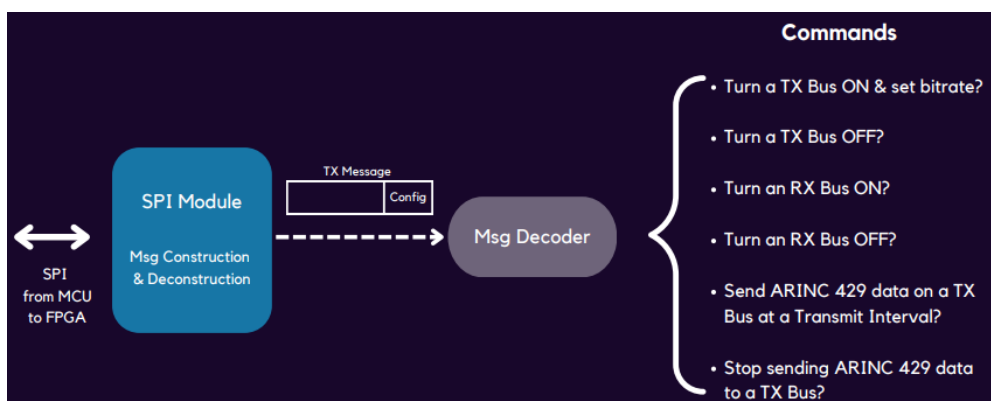 Commands
• Turn a TX Bus ON & set bitrate?
• Turn a TX Bus OFF?
• Turn an RX Bus ON?
• Turn an RX Bus OFF?
• Send ARINC 429 data on a TX
Bus at a Transmit Interval?
• Stop sending ARINC 429 data
to a TX Bus?
SPI
from MCU
to FPGA
SPI Module
Msg Construction
& Deconstruction
TX Message
Config
Msg Decoder